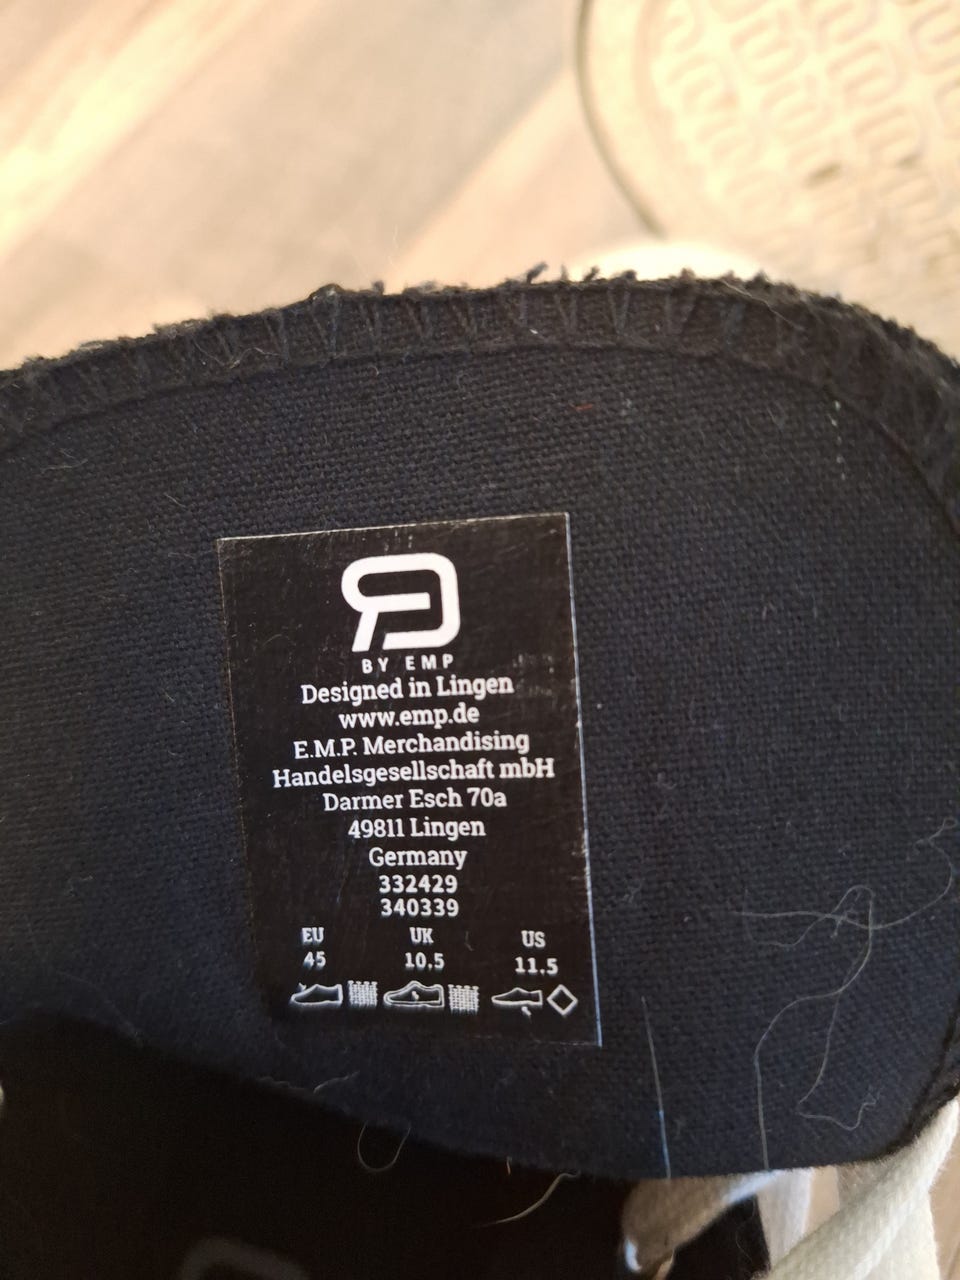 BY EMP
Designed in Lingen
www.emp.de
E.M.P. Merchandising
Handelsgesellschaft mbH
Darmer Esch 70a
49811 Lingen
Germany
332429
340339
EU UK US
45 10.5 11.5